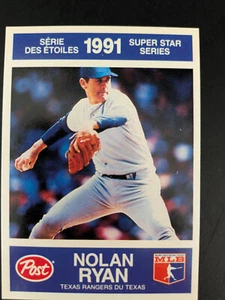 SÉRIE
DES ÉTOILES
1991
SUPER STAR
SERIES
Post
NOLAN
RYAN
TEXAS RANGERS DU TEXAS
MLB